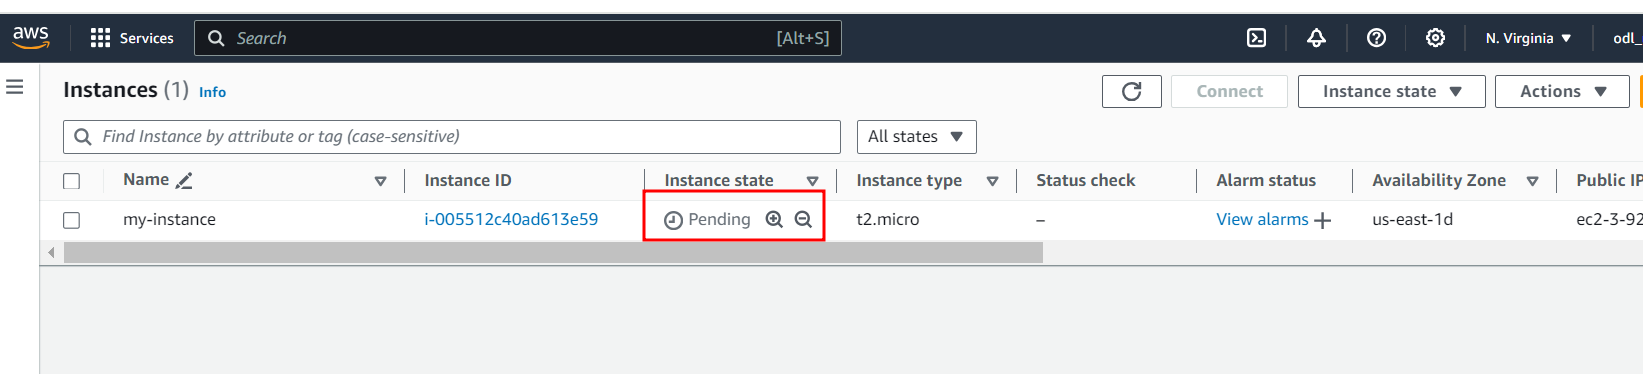 aws Services Search [Alt+S] N. Virginia odl_
Instances (1) Info Connect Instance state Actions
Find Instance by attribute or tag (case-sensitive) All states
Name Instance ID Instance state Instance type Status check Alarm status Availability Zone Public IP
my-instance i-005512c40ad613e59 Pending t2.micro – View alarms + us-east-1d ec2-3-92